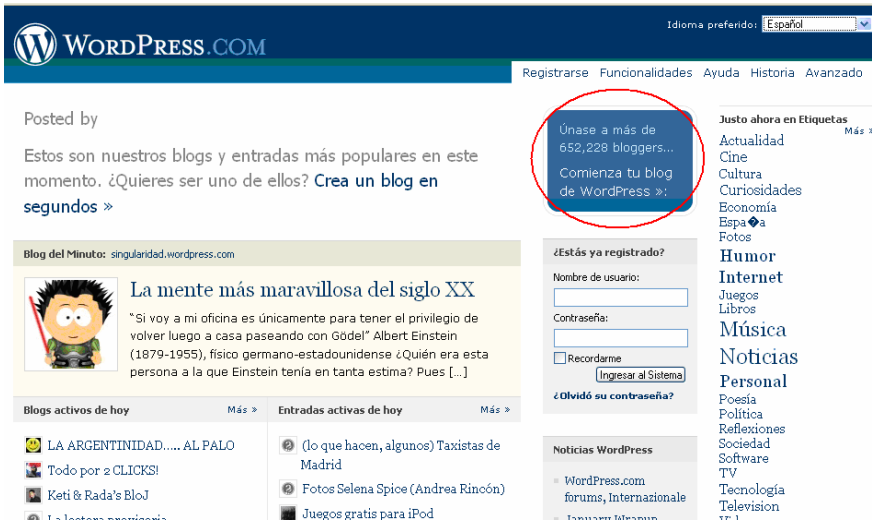 Idioma preferido: Español
WORDPRESS.COM
Registrarse Funcionalidades Ayuda Historia Avanzado
Posted by
Estos son nuestros blogs y entradas más populares en este
momento. ¿Quieres ser uno de ellos? Crea un blog en
segundos »
Únase a más de
652,228 bloggers...
Comienza tu blog
de WordPress »:
Blog del Minuto: singularidad.wordpress.com
La mente más maravillosa del siglo XX
“Si voy a mi oficina es únicamente para tener el privilegio de
volver luego a casa paseando con Gödel” Albert Einstein
(1879-1955), físico germano-estadounidense ¿Quién era esta
persona a la que Einstein tenía en tanta estima? Pues [...]
Blogs activos de hoy Más »
LA ARGENTINIDAD..... AL PALO
Todo por 2 CLICKS!
Keti & Rada's BloJ
La lectora provisoria
Entradas activas de hoy Más »
(lo que hacen, algunos) Taxistas de
Madrid
Fotos Selena Spice (Andrea Rincón)
Juegos gratis para iPod
¿Estás ya registrado?
Nombre de usuario:
Contraseña:
Recordarme
Ingresar al Sistema
¿Olvidó su contraseña?
Noticias WordPress
WordPress.com
forums, Internazionale
January Wrapup
Justo ahora en Etiquetas
Más »
Actualidad
Cine
Cultura
Curiosidades
Economía
Espa�a
Fotos
Humor
Internet
Juegos
Libros
Música
Noticias
Personal
Poesía
Política
Reflexiones
Sociedad
Software
TV
Tecnología
Television